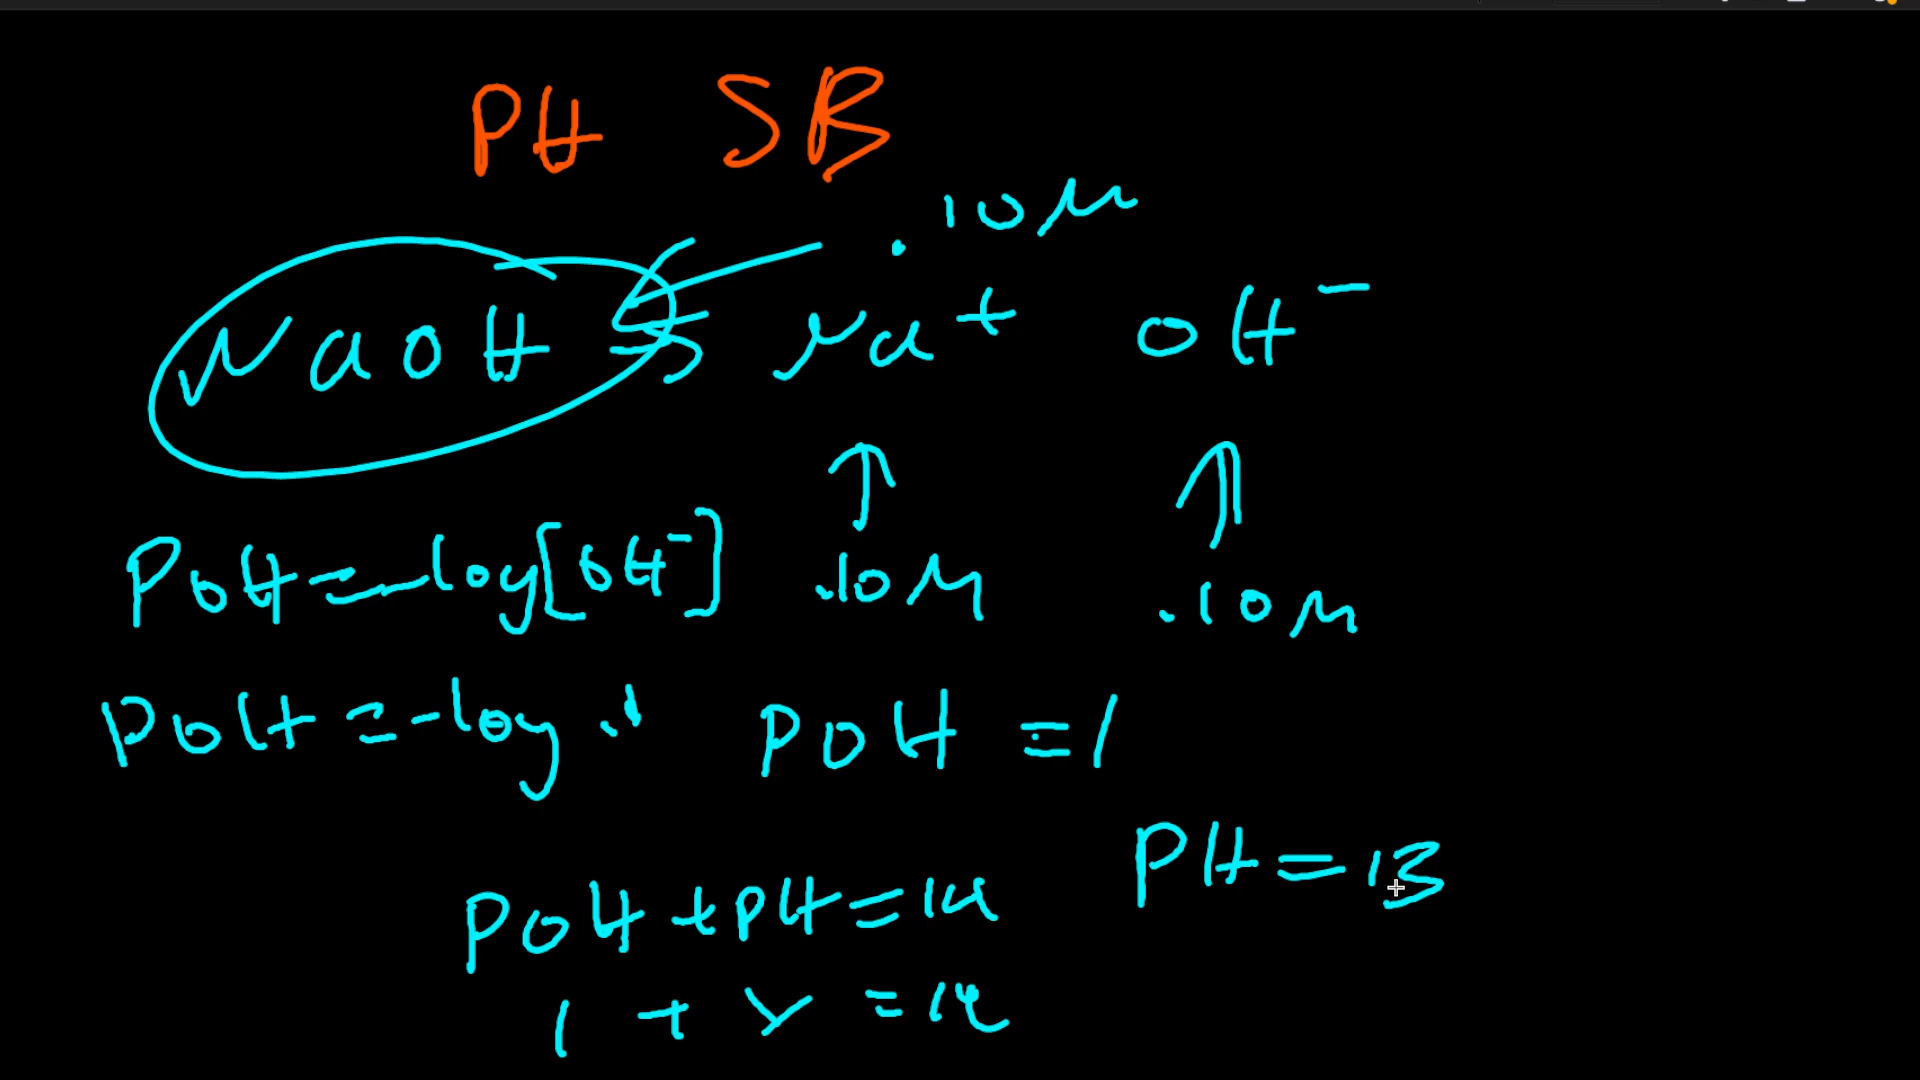 PH SB
.10M
NaOH ⇌ Na+ OH-
POH=-log[OH-] .10M .10M
POH=-log .1 POH =1
PH=13
POH+PH=14
1 + x =14